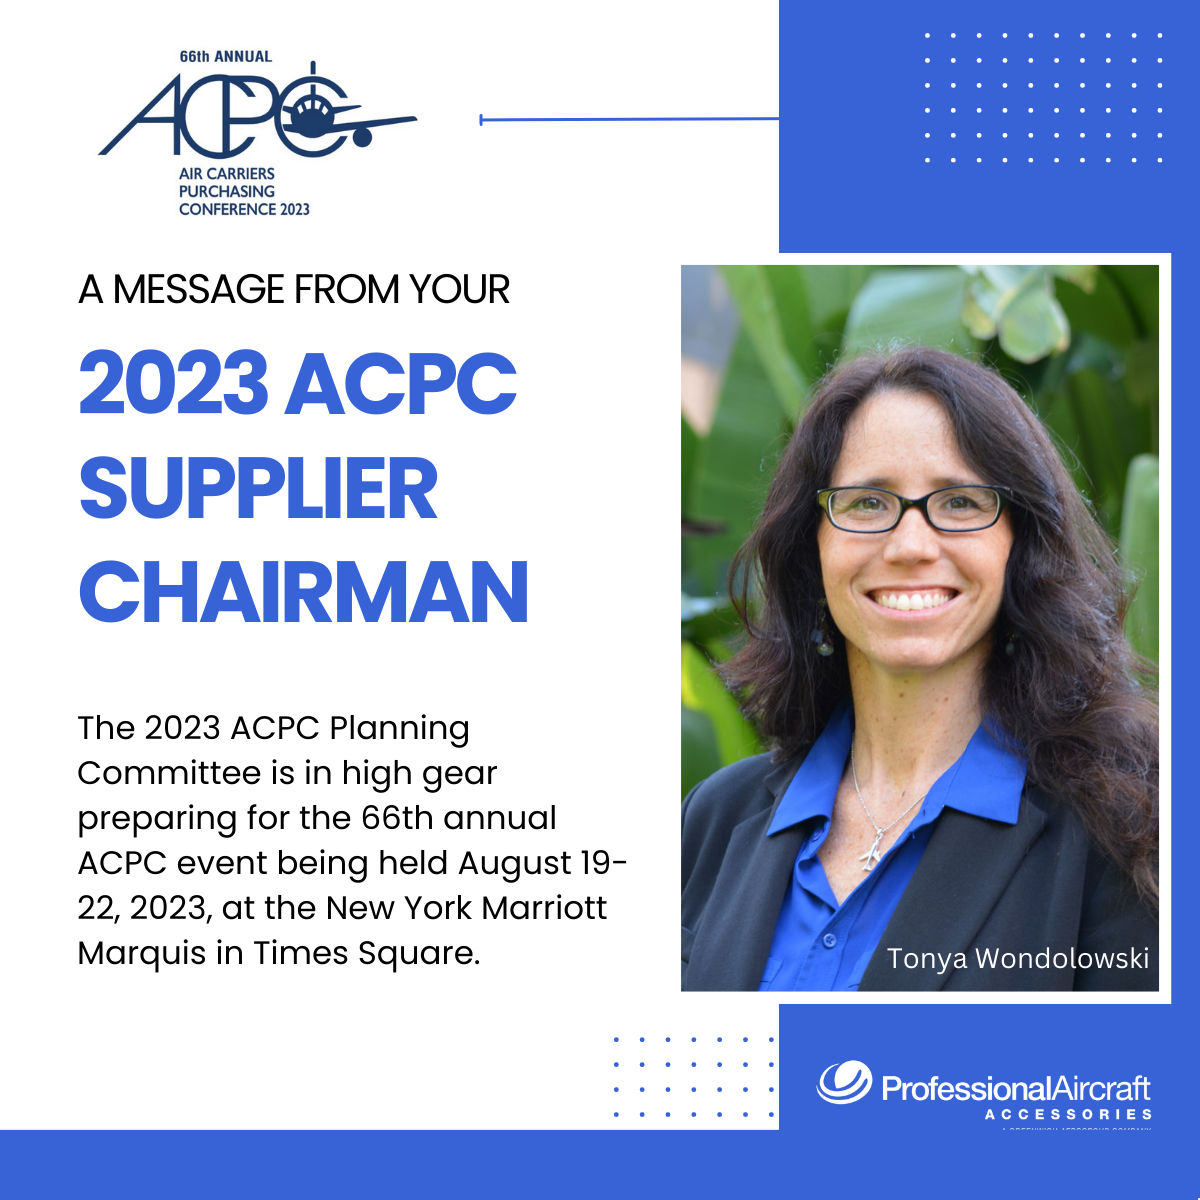 66th ANNUAL
ACPC
AIR CARRIERS
PURCHASING
CONFERENCE 2023
A MESSAGE FROM YOUR
2023 ACPC
SUPPLIER
CHAIRMAN
The 2023 ACPC Planning
Committee is in high gear
preparing for the 66th annual
ACPC event being held August 19-
22, 2023, at the New York Marriott
Marquis in Times Square.
Tonya Wondolowski
ProfessionalAircraft
ACCESSORIES